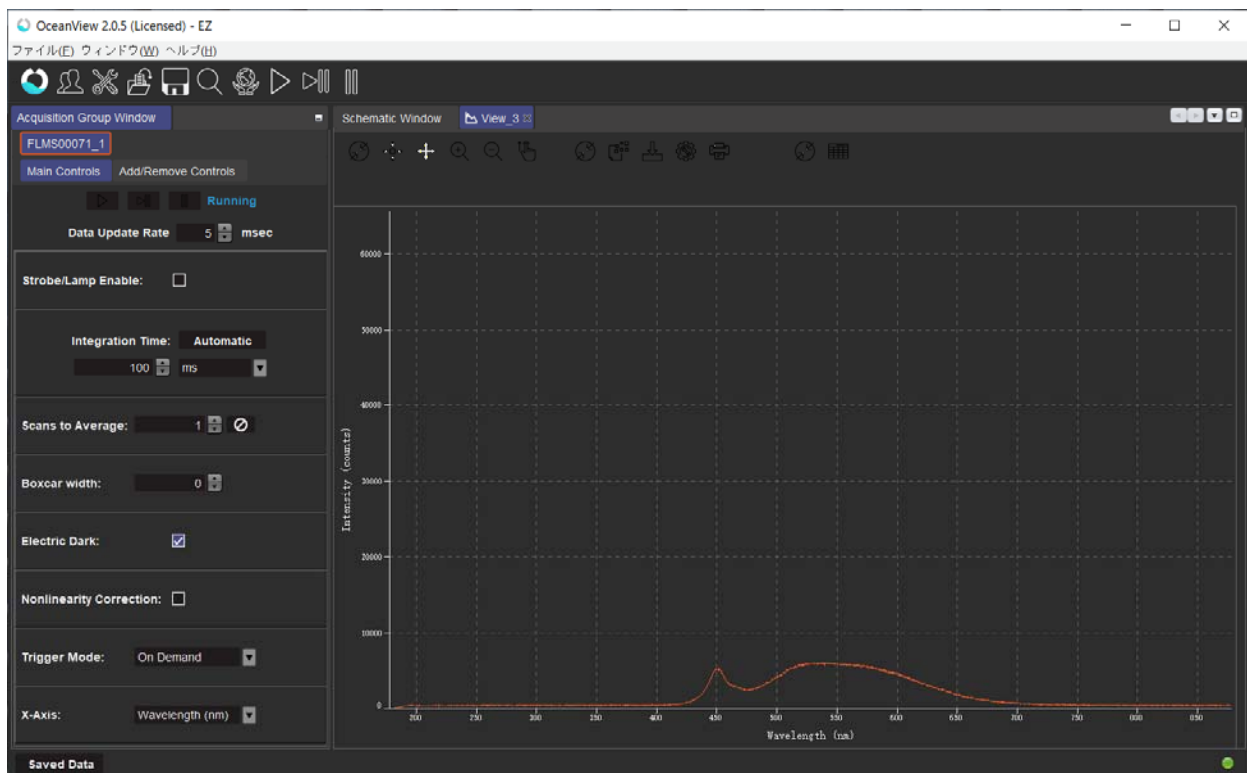 OceanView 2.0.5 (Licensed) - EZ
ファイル(F) ウィンドウ(W) ヘルプ(H)
Acquisition Group Window
FLMS00071_1
Main Controls Add/Remove Controls
Running
Data Update Rate 5 msec
Strobe/Lamp Enable:
Integration Time: Automatic
100 ms
Scans to Average: 1
Boxcar width: 0
Electric Dark:
Nonlinearity Correction:
Trigger Mode: On Demand
X-Axis: Wavelength (nm)
Saved Data
Schematic Window View_3
Intensity (counts)
60000
50000
40000
30000
20000
10000
0
200 250 300 350 400 450 500 550 600 650 700 750 800 850
Wavelength (nm)